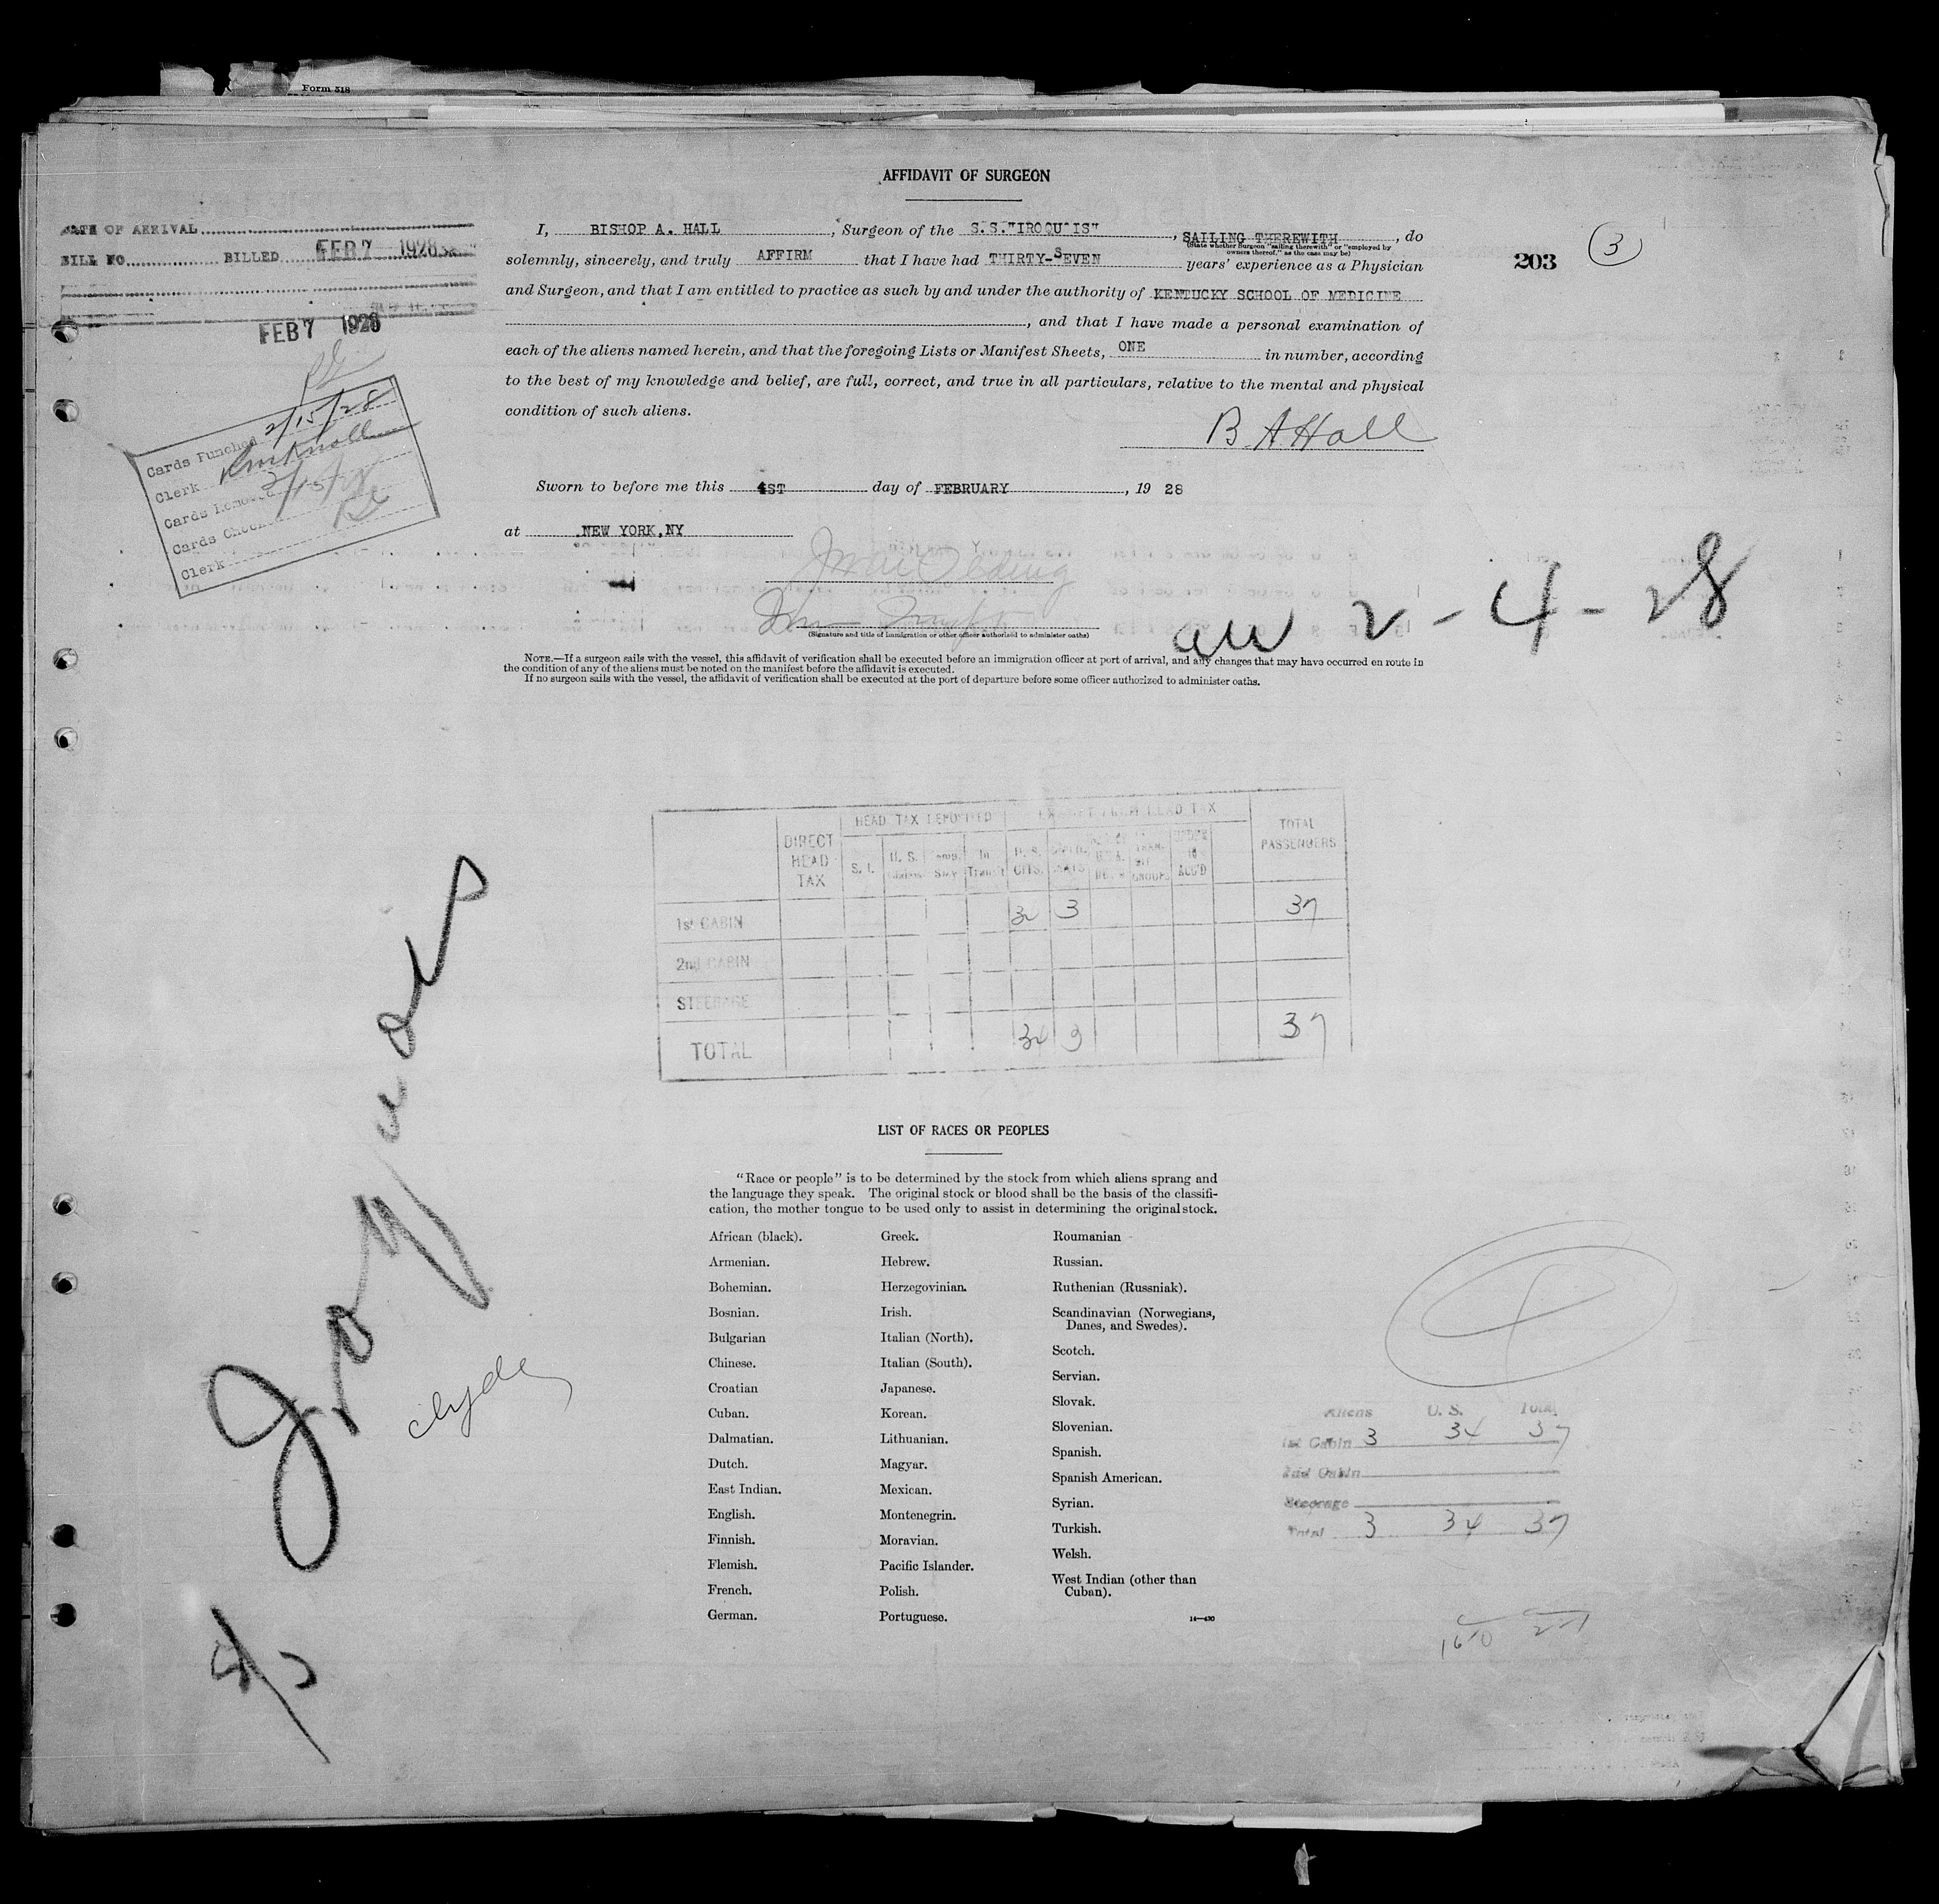 Form 518
AFFIDAVIT OF SURGEON
DATE OF ARRIVAL
BILL NO. BILLED FEB 7 1928
FEB 7 1928
Cards Punched 2/15/28
Clerk
Cards
Cards
Clerk
I, BISHOP A. HALL, Surgeon of the S.S."IROQUOIS", SAILING THEREWITH, do
(State whether Surgeon "sailing therewith" or "employed by
owners thereof," as the case may be)
solemnly, sincerely, and truly AFFIRM that I have had THIRTY-SEVEN years' experience as a Physician
and Surgeon, and that I am entitled to practice as such by and under the authority of KENTUCKY SCHOOL OF MEDICINE
, and that I have made a personal examination of
each of the aliens named herein, and that the foregoing Lists or Manifest Sheets, ONE in number, according
to the best of my knowledge and belief, are full, correct, and true in all particulars, relative to the mental and physical
condition of such aliens.
203
3
B A Hall
Sworn to before me this 4ST day of FEBRUARY, 19 28
at NEW YORK,NY
(Signature and title of immigration or other officer authorized to administer oaths)
2-4-28
NOTE.—If a surgeon sails with the vessel, this affidavit of verification shall be executed before an immigration officer at port of arrival, and any changes that may have occurred en route in
the condition of any of the aliens must be noted on the manifest before the affidavit is executed.
If no surgeon sails with the vessel, the affidavit of verification shall be executed at the port of departure before some officer authorized to administer oaths.
HEAD TAX DEPOSITED EXEMPT FROM HEAD TAX
DIRECT HEAD TAX S. I. U. S. In Transit U. S. CITS. TOTAL PASSENGERS
1st CABIN 34 3 37
2nd CABIN
STEERAGE
TOTAL 34 3 37
Iroquois
Clyde
LIST OF RACES OR PEOPLES
"Race or people" is to be determined by the stock from which aliens sprang and
the language they speak. The original stock or blood shall be the basis of the classifi-
cation, the mother tongue to be used only to assist in determining the original stock.
African (black).
Armenian.
Bohemian.
Bosnian.
Bulgarian
Chinese.
Croatian
Cuban.
Dalmatian.
Dutch.
East Indian.
English.
Finnish.
Flemish.
French.
German.
Greek.
Hebrew.
Herzegovinian.
Irish.
Italian (North).
Italian (South).
Japanese.
Korean.
Lithuanian.
Magyar.
Mexican.
Montenegrin.
Moravian.
Pacific Islander.
Polish.
Portuguese.
Roumanian
Russian.
Ruthenian (Russniak).
Scandinavian (Norwegians,
Danes, and Swedes).
Scotch.
Servian.
Slovak.
Slovenian.
Spanish.
Spanish American.
Syrian.
Turkish.
Welsh.
West Indian (other than
Cuban).
14—430
Aliens U. S. Total
1st Cabin 3 34 37
2nd Cabin
Steerage
Total 3 34 37